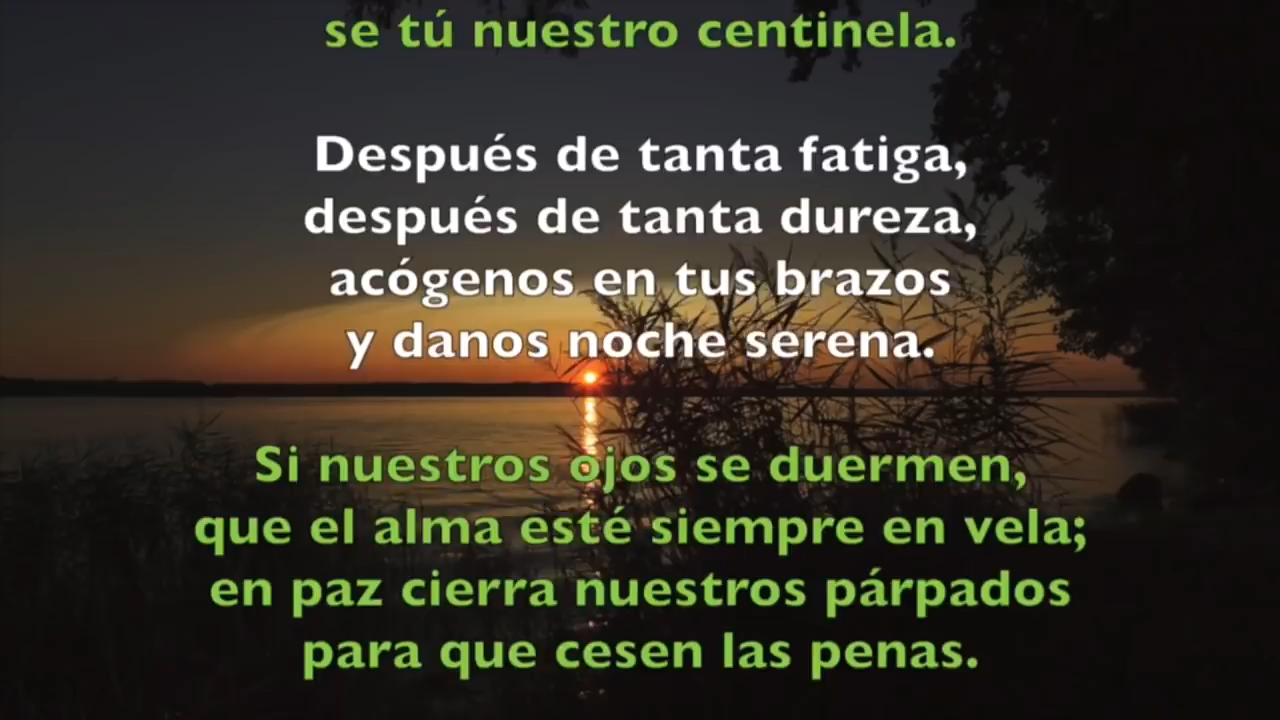 se tú nuestro centinela.
Después de tanta fatiga,
después de tanta dureza,
acógenos en tus brazos
y danos noche serena.
Si nuestros ojos se duermen,
que el alma esté siempre en vela;
en paz cierra nuestros párpados
para que cesen las penas.